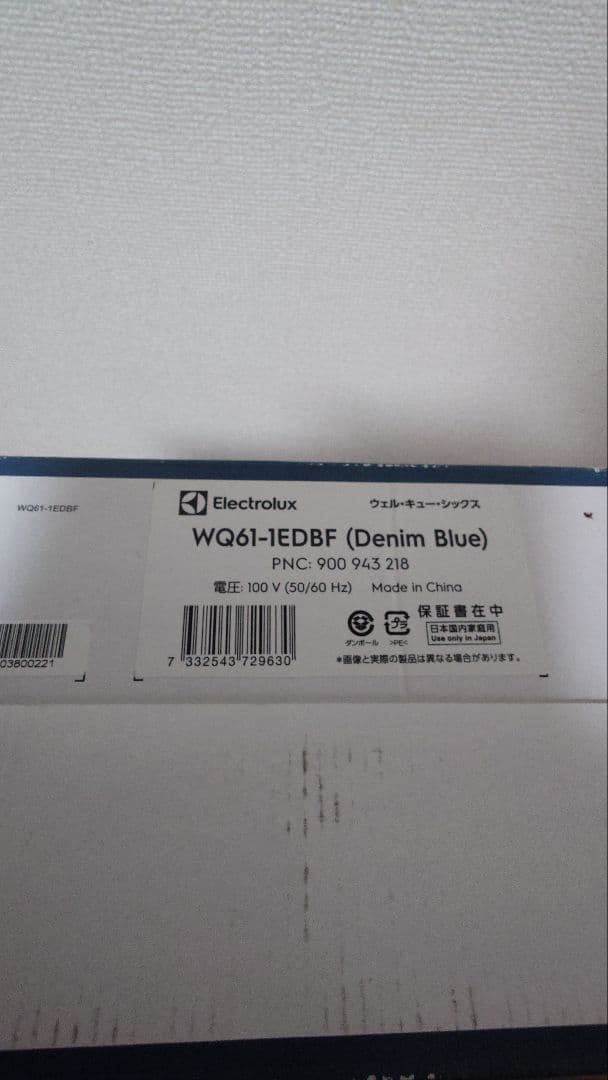 WQ61-1EDBF
03800221
Electrolux
ウェル・キュー・シックス
WQ61-1EDBF (Denim Blue)
PNC: 900 943 218
電圧: 100 V (50/60 Hz) Made in China
7 332543 729630
ダンボール
プラ
>PE<
保証書在中
日本国内家庭用
Use only in Japan
*画像と実際の製品は異なる場合があります。